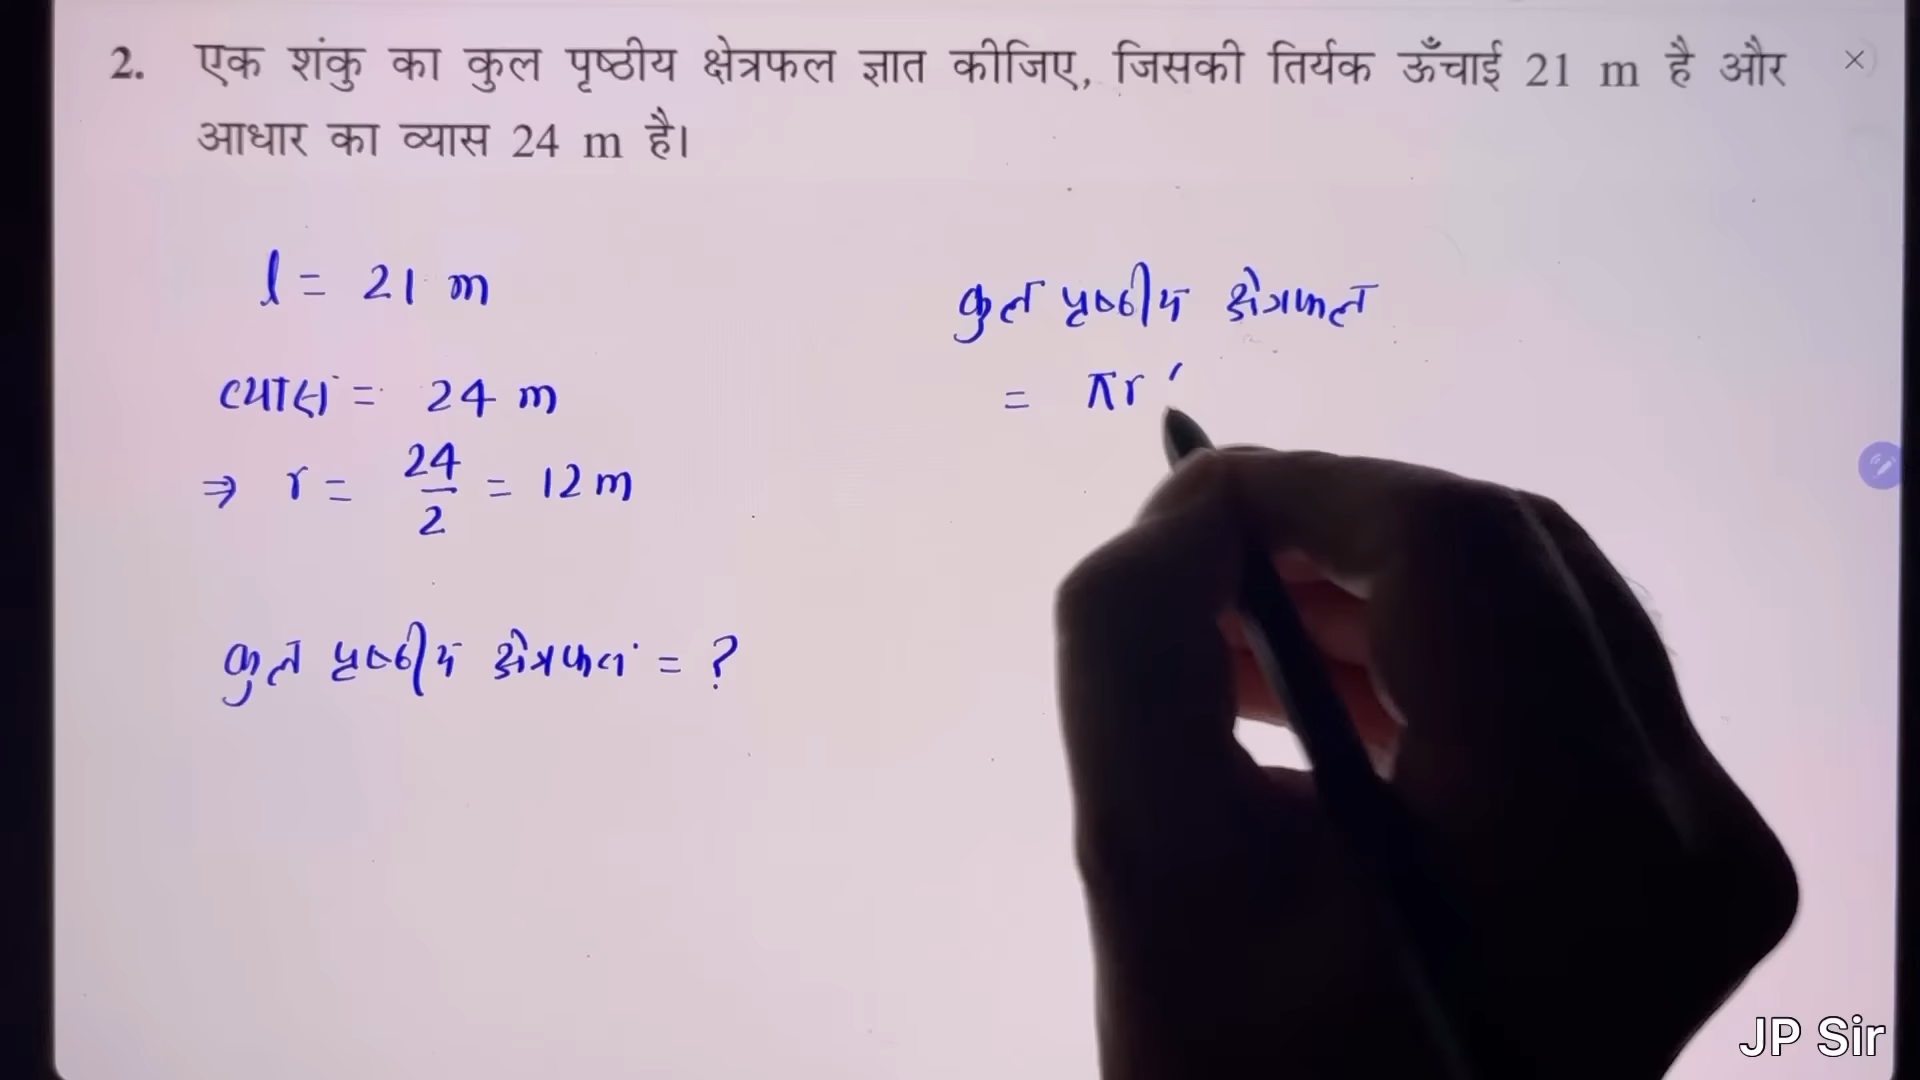 2. एक शंकु का कुल पृष्ठीय क्षेत्रफल ज्ञात कीजिए, जिसकी तिर्यक ऊँचाई 21 m है और
आधार का व्यास 24 m है।
l = 21 m
व्यास = 24 m
⇒ r = 24/2 = 12 m
कुल पृष्ठीय क्षेत्रफल = ?
कुल पृष्ठीय क्षेत्रफल
= πr
JP Sir